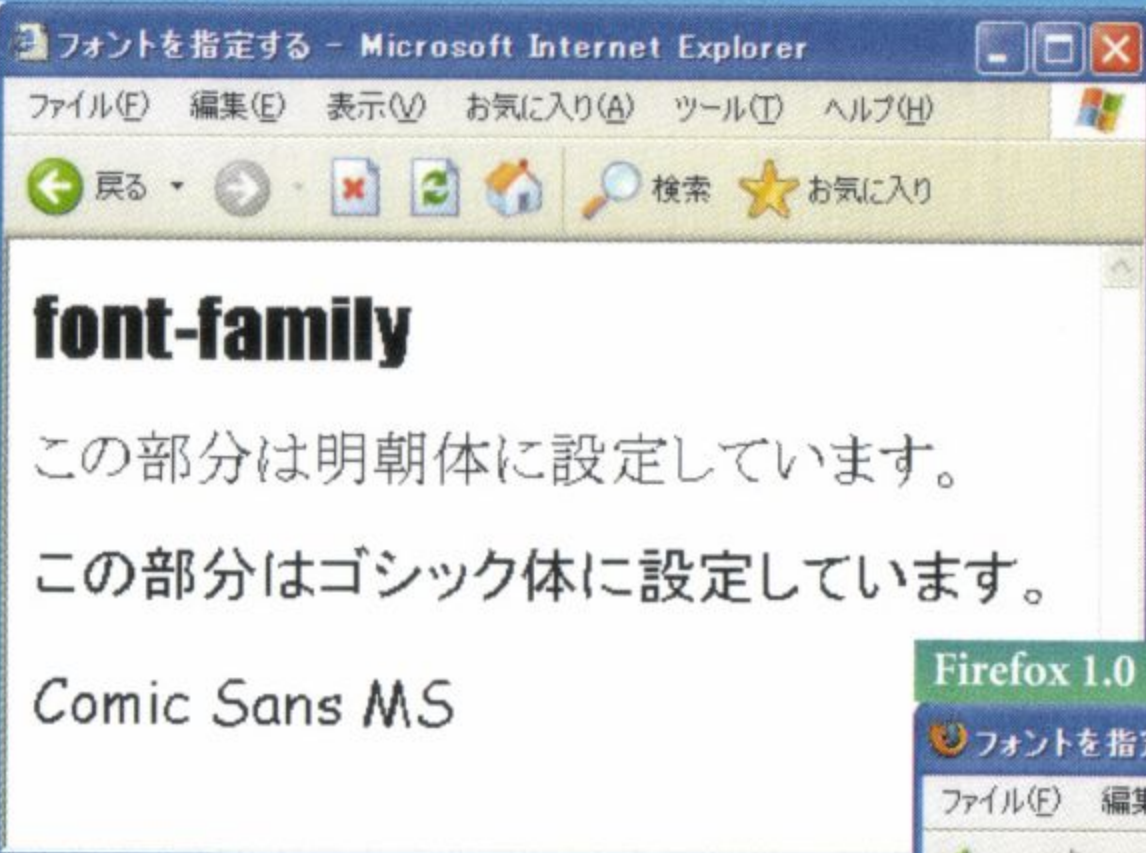 フォントを指定する - Microsoft Internet Explorer
ファイル(F) 編集(E) 表示(V) お気に入り(A) ツール(T) ヘルプ(H)
戻る 検索 お気に入り
font-family
この部分は明朝体に設定しています。
この部分はゴシック体に設定しています。
Comic Sans MS
Firefox 1.0
フォントを指
ファイル(F) 編集